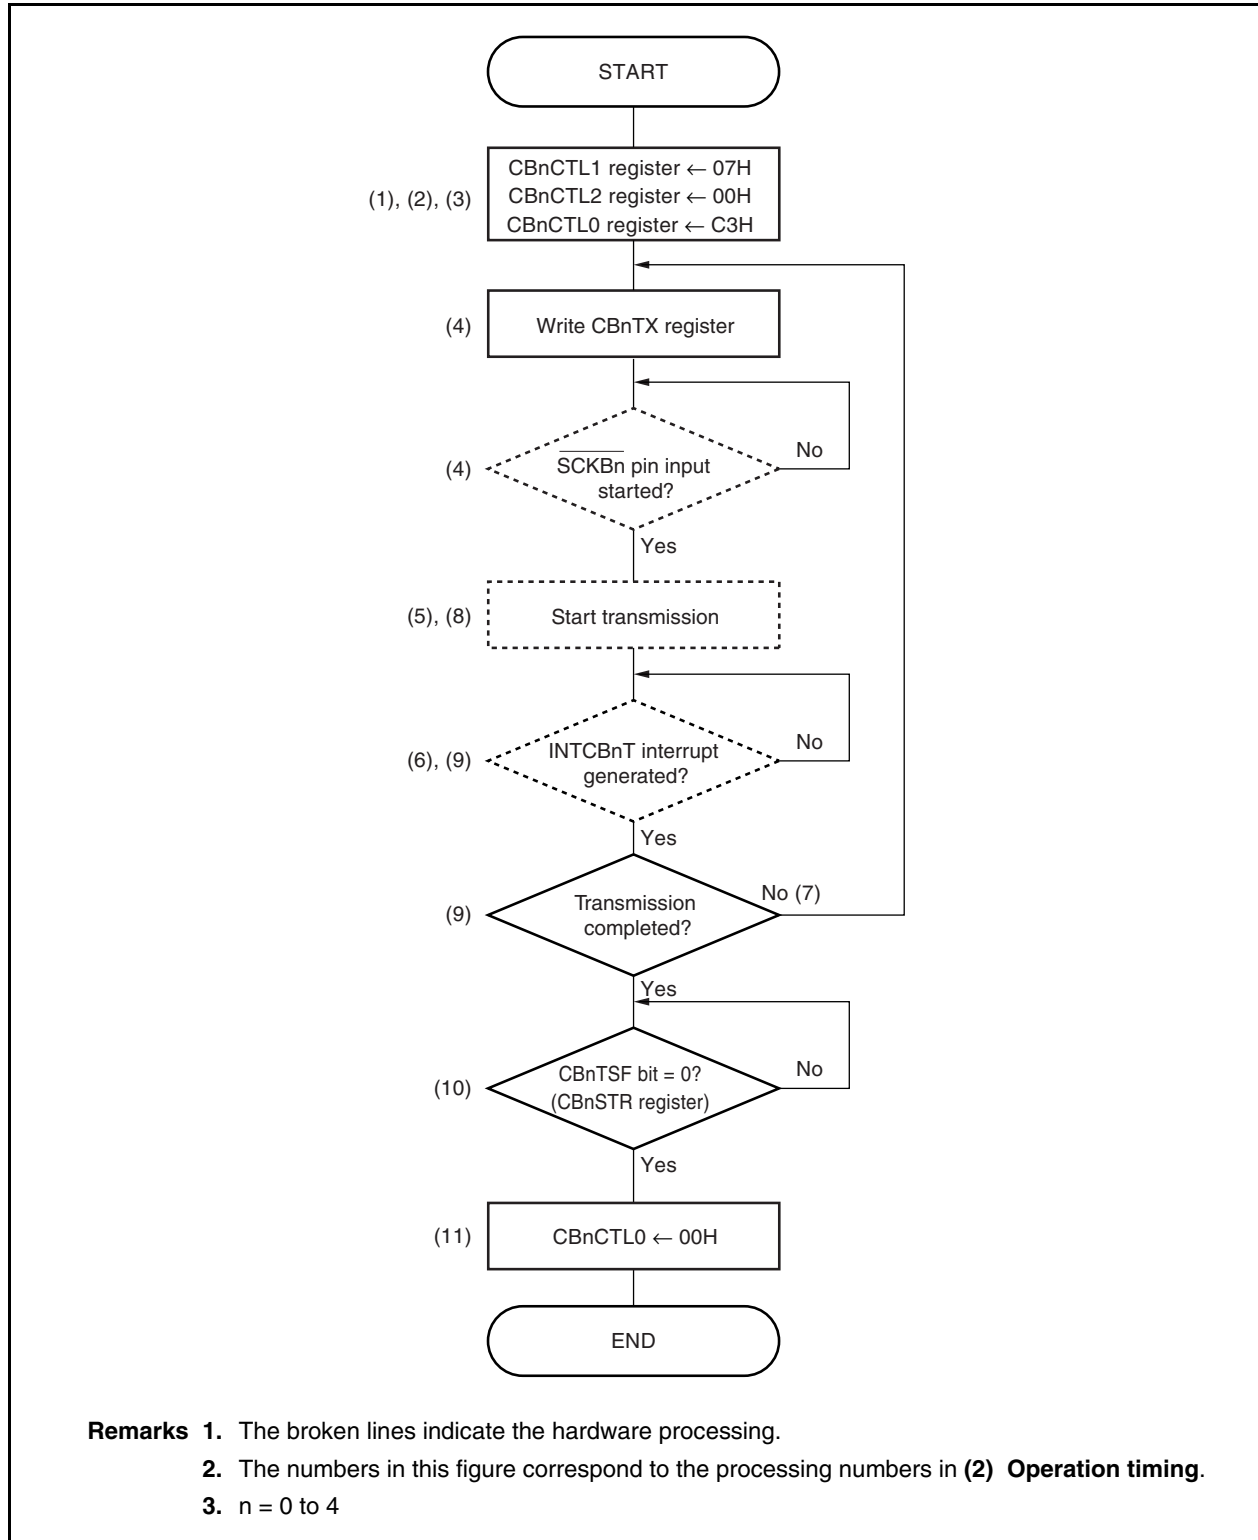 START
CBnCTL1 register ← 07H
(1), (2), (3)
CBnCTL2 register ← 00H
CBnCTL0 register ← C3H
(4)
Write CBnTX register
(4)
SCKBn pin input
started?
No
Yes
(5), (8)
Start transmission
(6), (9)
INTCBnT interrupt
generated?
No
Yes
(9)
Transmission
completed?
No (7)
Yes
(10)
CBnTSF bit = 0?
(CBnSTR register)
No
Yes
(11)
CBnCTL0 ← 00H
END
Remarks 1. The broken lines indicate the hardware processing.
2. The numbers in this figure correspond to the processing numbers in (2) Operation timing.
3. n = 0 to 4